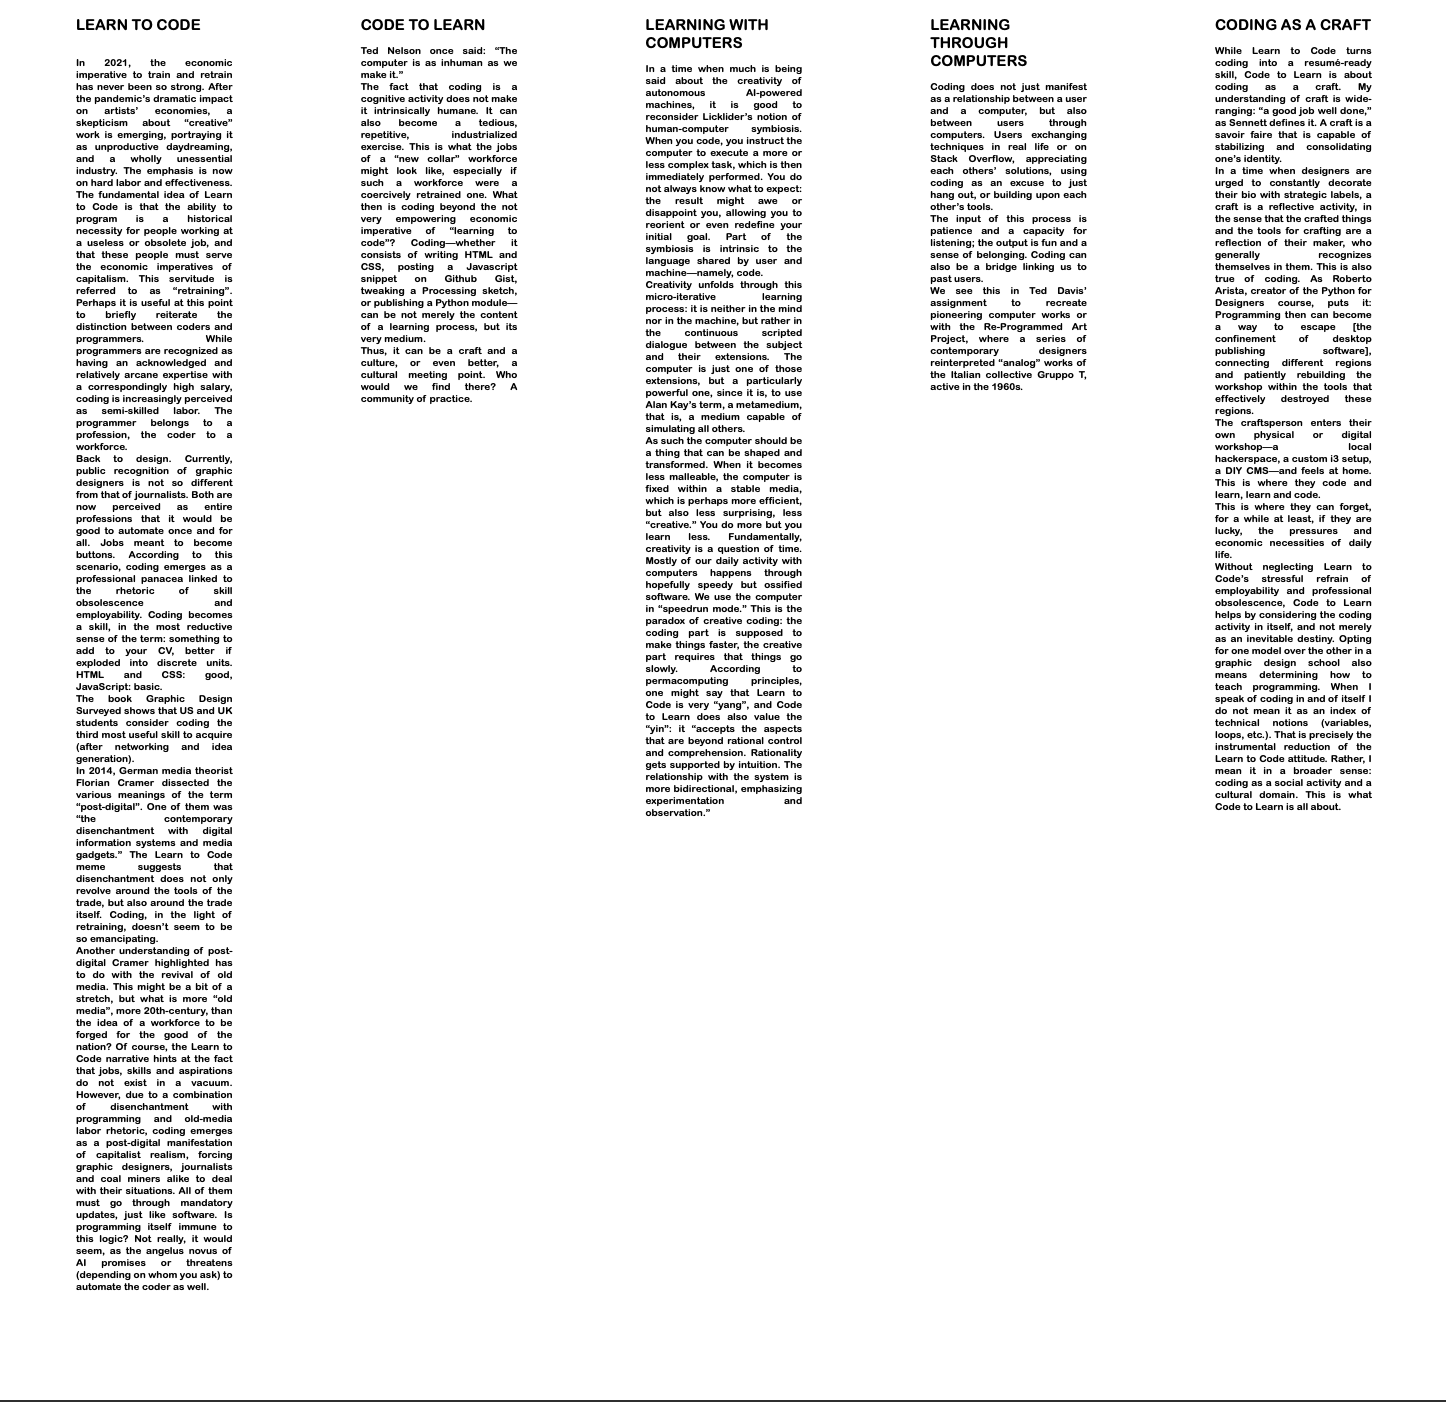 LEARN TO CODE
In 2021, the economic
imperative to train and retrain
has never been so strong. After
the pandemic's dramatic impact
on artists' economies, a
skepticism about “creative”
work is emerging, portraying it
as unproductive daydreaming,
and a wholly unessential
industry. The emphasis is now
on hard labor and effectiveness.
The fundamental idea of Learn
to Code is that the ability to
program is a historical
necessity for people working at
a useless or obsolete job, and
that these people must serve
the economic imperatives of
capitalism. This servitude is
referred to as “retraining”.
Perhaps it is useful at this point
to briefly reiterate the
distinction between coders and
programmers. While
programmers are recognized as
having an acknowledged and
relatively arcane expertise with
a correspondingly high salary,
coding is increasingly perceived
as semi-skilled labor. The
programmer belongs to a
profession, the coder to a
workforce.
Back to design. Currently,
public recognition of graphic
designers is not so different
from that of journalists. Both are
now perceived as entire
professions that it would be
good to automate once and for
all. Jobs meant to become
buttons. According to this
scenario, coding emerges as a
professional panacea linked to
the rhetoric of skill
obsolescence and
employability. Coding becomes
a skill, in the most reductive
sense of the term: something to
add to your CV, better if
exploded into discrete units.
HTML and CSS: good,
JavaScript: basic.
The book Graphic Design
Surveyed shows that US and UK
students consider coding the
third most useful skill to acquire
(after networking and idea
generation).
In 2014, German media theorist
Florian Cramer dissected the
various meanings of the term
“post-digital”. One of them was
“the contemporary
disenchantment with digital
information systems and media
gadgets.” The Learn to Code
meme suggests that
disenchantment does not only
revolve around the tools of the
trade, but also around the trade
itself. Coding, in the light of
retraining, doesn't seem to be
so emancipating.
Another understanding of post-
digital Cramer highlighted has
to do with the revival of old
media. This might be a bit of a
stretch, but what is more “old
media”, more 20th-century, than
the idea of a workforce to be
forged for the good of the
nation? Of course, the Learn to
Code narrative hints at the fact
that jobs, skills and aspirations
do not exist in a vacuum.
However, due to a combination
of disenchantment with
programming and old-media
labor rhetoric, coding emerges
as a post-digital manifestation
of capitalist realism, forcing
graphic designers, journalists
and coal miners alike to deal
with their situations. All of them
must go through mandatory
updates, just like software. Is
programming itself immune to
this logic? Not really, it would
seem, as the angelus novus of
AI promises or threatens
(depending on whom you ask) to
automate the coder as well.
CODE TO LEARN
Ted Nelson once said: “The
computer is as inhuman as we
make it.”
The fact that coding is a
cognitive activity does not make
it intrinsically humane. It can
also become a tedious,
repetitive, industrialized
exercise. This is what the jobs
of a “new collar” workforce
might look like, especially if
such a workforce were a
coercively retrained one. What
then is coding beyond the not
very empowering economic
imperative of “learning to
code”? Coding—whether it
consists of writing HTML and
CSS, posting a Javascript
snippet on Github Gist,
tweaking a Processing sketch,
or publishing a Python module—
can be not merely the content
of a learning process, but its
very medium.
Thus, it can be a craft and a
culture, or even better, a
cultural meeting point. Who
would we find there? A
community of practice.
LEARNING WITH
COMPUTERS
In a time when much is being
said about the creativity of
autonomous AI-powered
machines, it is good to
reconsider Licklider's notion of
human-computer symbiosis.
When you code, you instruct the
computer to execute a more or
less complex task, which is then
immediately performed. You do
not always know what to expect:
the result might awe or
disappoint you, allowing you to
reorient or even redefine your
initial goal. Part of the
symbiosis is intrinsic to the
language shared by user and
machine—namely, code.
Creativity unfolds through this
micro-iterative learning
process: it is neither in the mind
nor in the machine, but rather in
the continuous scripted
dialogue between the subject
and their extensions. The
computer is just one of those
extensions, but a particularly
powerful one, since it is, to use
Alan Kay's term, a metamedium,
that is, a medium capable of
simulating all others.
As such the computer should be
a thing that can be shaped and
transformed. When it becomes
less malleable, the computer is
fixed within a stable media,
which is perhaps more efficient,
but also less surprising, less
“creative.” You do more but you
learn less. Fundamentally,
creativity is a question of time.
Mostly of our daily activity with
computers happens through
hopefully speedy but ossified
software. We use the computer
in “speedrun mode.” This is the
paradox of creative coding: the
coding part is supposed to
make things faster, the creative
part requires that things go
slowly. According to
permacomputing principles,
one might say that Learn to
Code is very “yang”, and Code
to Learn does also value the
“yin”: it “accepts the aspects
that are beyond rational control
and comprehension. Rationality
gets supported by intuition. The
relationship with the system is
more bidirectional, emphasizing
experimentation and
observation.”
LEARNING
THROUGH
COMPUTERS
Coding does not just manifest
as a relationship between a user
and a computer, but also
between users through
computers. Users exchanging
techniques in real life or on
Stack Overflow, appreciating
each others' solutions, using
coding as an excuse to just
hang out, or building upon each
other's tools.
The input of this process is
patience and a capacity for
listening; the output is fun and a
sense of belonging. Coding can
also be a bridge linking us to
past users.
We see this in Ted Davis'
assignment to recreate
pioneering computer works or
with the Re-Programmed Art
Project, where a series of
contemporary designers
reinterpreted “analog” works of
the Italian collective Gruppo T,
active in the 1960s.
CODING AS A CRAFT
While Learn to Code turns
coding into a resumé-ready
skill, Code to Learn is about
coding as a craft. My
understanding of craft is wide-
ranging: “a good job well done,”
as Sennett defines it. A craft is a
savoir faire that is capable of
stabilizing and consolidating
one's identity.
In a time when designers are
urged to constantly decorate
their bio with strategic labels, a
craft is a reflective activity, in
the sense that the crafted things
and the tools for crafting are a
reflection of their maker, who
generally recognizes
themselves in them. This is also
true of coding. As Roberto
Arista, creator of the Python for
Designers course, puts it:
Programming then can become
a way to escape [the
confinement of desktop
publishing software],
connecting different regions
and patiently rebuilding the
workshop within the tools that
effectively destroyed these
regions.
The craftsperson enters their
own physical or digital
workshop—a local
hackerspace, a custom i3 setup,
a DIY CMS—and feels at home.
This is where they code and
learn, learn and code.
This is where they can forget,
for a while at least, if they are
lucky, the pressures and
economic necessities of daily
life.
Without neglecting Learn to
Code's stressful refrain of
employability and professional
obsolescence, Code to Learn
helps by considering the coding
activity in itself, and not merely
as an inevitable destiny. Opting
for one model over the other in a
graphic design school also
means determining how to
teach programming. When I
speak of coding in and of itself I
do not mean it as an index of
technical notions (variables,
loops, etc.). That is precisely the
instrumental reduction of the
Learn to Code attitude. Rather, I
mean it in a broader sense:
coding as a social activity and a
cultural domain. This is what
Code to Learn is all about.